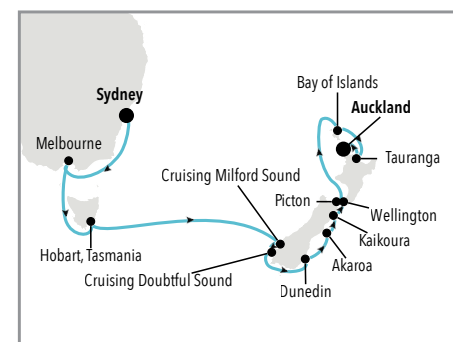 Sydney
Bay of Islands
Auckland
Melbourne
Tauranga
Cruising Milford Sound
Picton
Wellington
Hobart, Tasmania
Kaikoura
Cruising Doubtful Sound
Akaroa
Dunedin